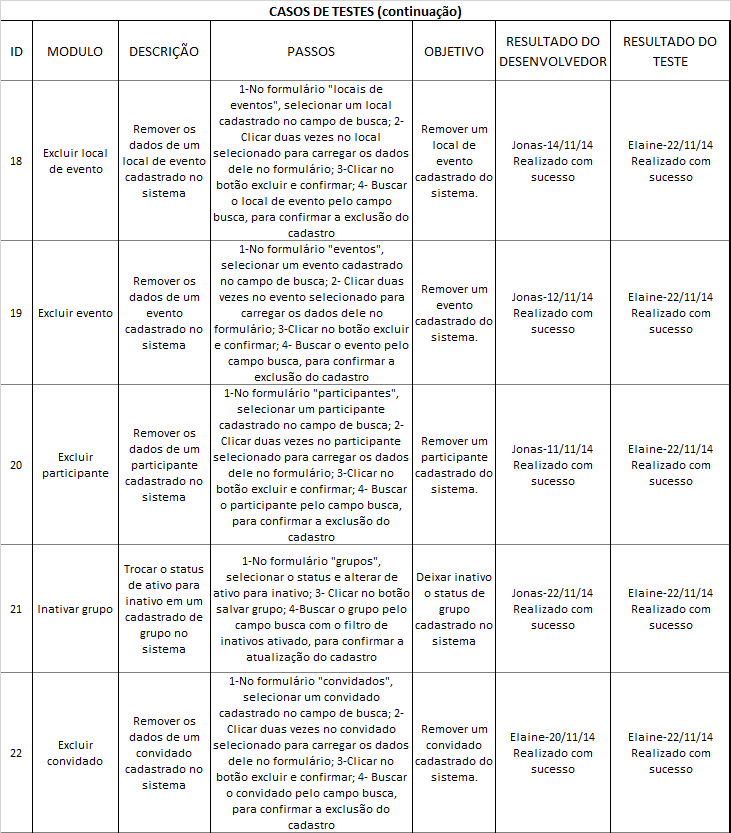 CASOS DE TESTES (continuação)
ID
MODULO
DESCRIÇÃO
PASSOS
OBJETIVO
RESULTADO DO
DESENVOLVEDOR
RESULTADO DO
TESTE
18
Excluir local
de evento
Remover os
dados de um
local de evento
cadastrado no
sistema
1-No formulário "locais de
eventos", selecionar um local
cadastrado no campo de busca; 2-
Clicar duas vezes no local
selecionado para carregar os dados
dele no formulário; 3-Clicar no
botão excluir e confirmar; 4- Buscar
o local de evento pelo campo
busca, para confirmar a exclusão do
cadastro
Remover um
local de
evento
cadastrado do
sistema.
Jonas-14/11/14
Realizado com
sucesso
Elaine-22/11/14
Realizado com
sucesso
19
Excluir evento
Remover os
dados de um
evento
cadastrado no
sistema
1-No formulário "eventos",
selecionar um evento cadastrado
no campo de busca; 2- Clicar duas
vezes no evento selecionado para
carregar os dados dele no
formulário; 3-Clicar no botão excluir
e confirmar; 4- Buscar o evento pelo
campo busca, para confirmar a
exclusão do cadastro
Remover um
evento
cadastrado do
sistema.
Jonas-12/11/14
Realizado com
sucesso
Elaine-22/11/14
Realizado com
sucesso
20
Excluir
participante
Remover os
dados de um
participante
cadastrado no
sistema
1-No formulário "participantes",
selecionar um participante
cadastrado no campo de busca; 2-
Clicar duas vezes no participante
selecionado para carregar os dados
dele no formulário; 3-Clicar no
botão excluir e confirmar; 4- Buscar
o participante pelo campo busca,
para confirmar a exclusão do
cadastro
Remover um
participante
cadastrado do
sistema.
Jonas-11/11/14
Realizado com
sucesso
Elaine-22/11/14
Realizado com
sucesso
21
Inativar grupo
Trocar o status
de ativo para
inativo em um
cadastrado de
grupo no
sistema
1-No formulário "grupos",
selecionar o status e alterar de
ativo para inativo; 3- Clicar no botão
salvar grupo; 4-Buscar o grupo pelo
campo busca com o filtro de
inativos ativado, para confirmar a
atualização do cadastro
Deixar inativo
o status de
grupo
cadastrado no
sistema
Jonas-22/11/14
Realizado com
sucesso
Elaine-22/11/14
Realizado com
sucesso
22
Excluir
convidado
Remover os
dados de um
convidado
cadastrado no
sistema
1-No formulário "convidados",
selecionar um convidado
cadastrado no campo de busca; 2-
Clicar duas vezes no convidado
selecionado para carregar os dados
dele no formulário; 3-Clicar no
botão excluir e confirmar; 4- Buscar
o convidado pelo campo busca,
para confirmar a exclusão do
cadastro
Remover um
convidado
cadastrado do
sistema.
Elaine-20/11/14
Realizado com
sucesso
Elaine-22/11/14
Realizado com
sucesso